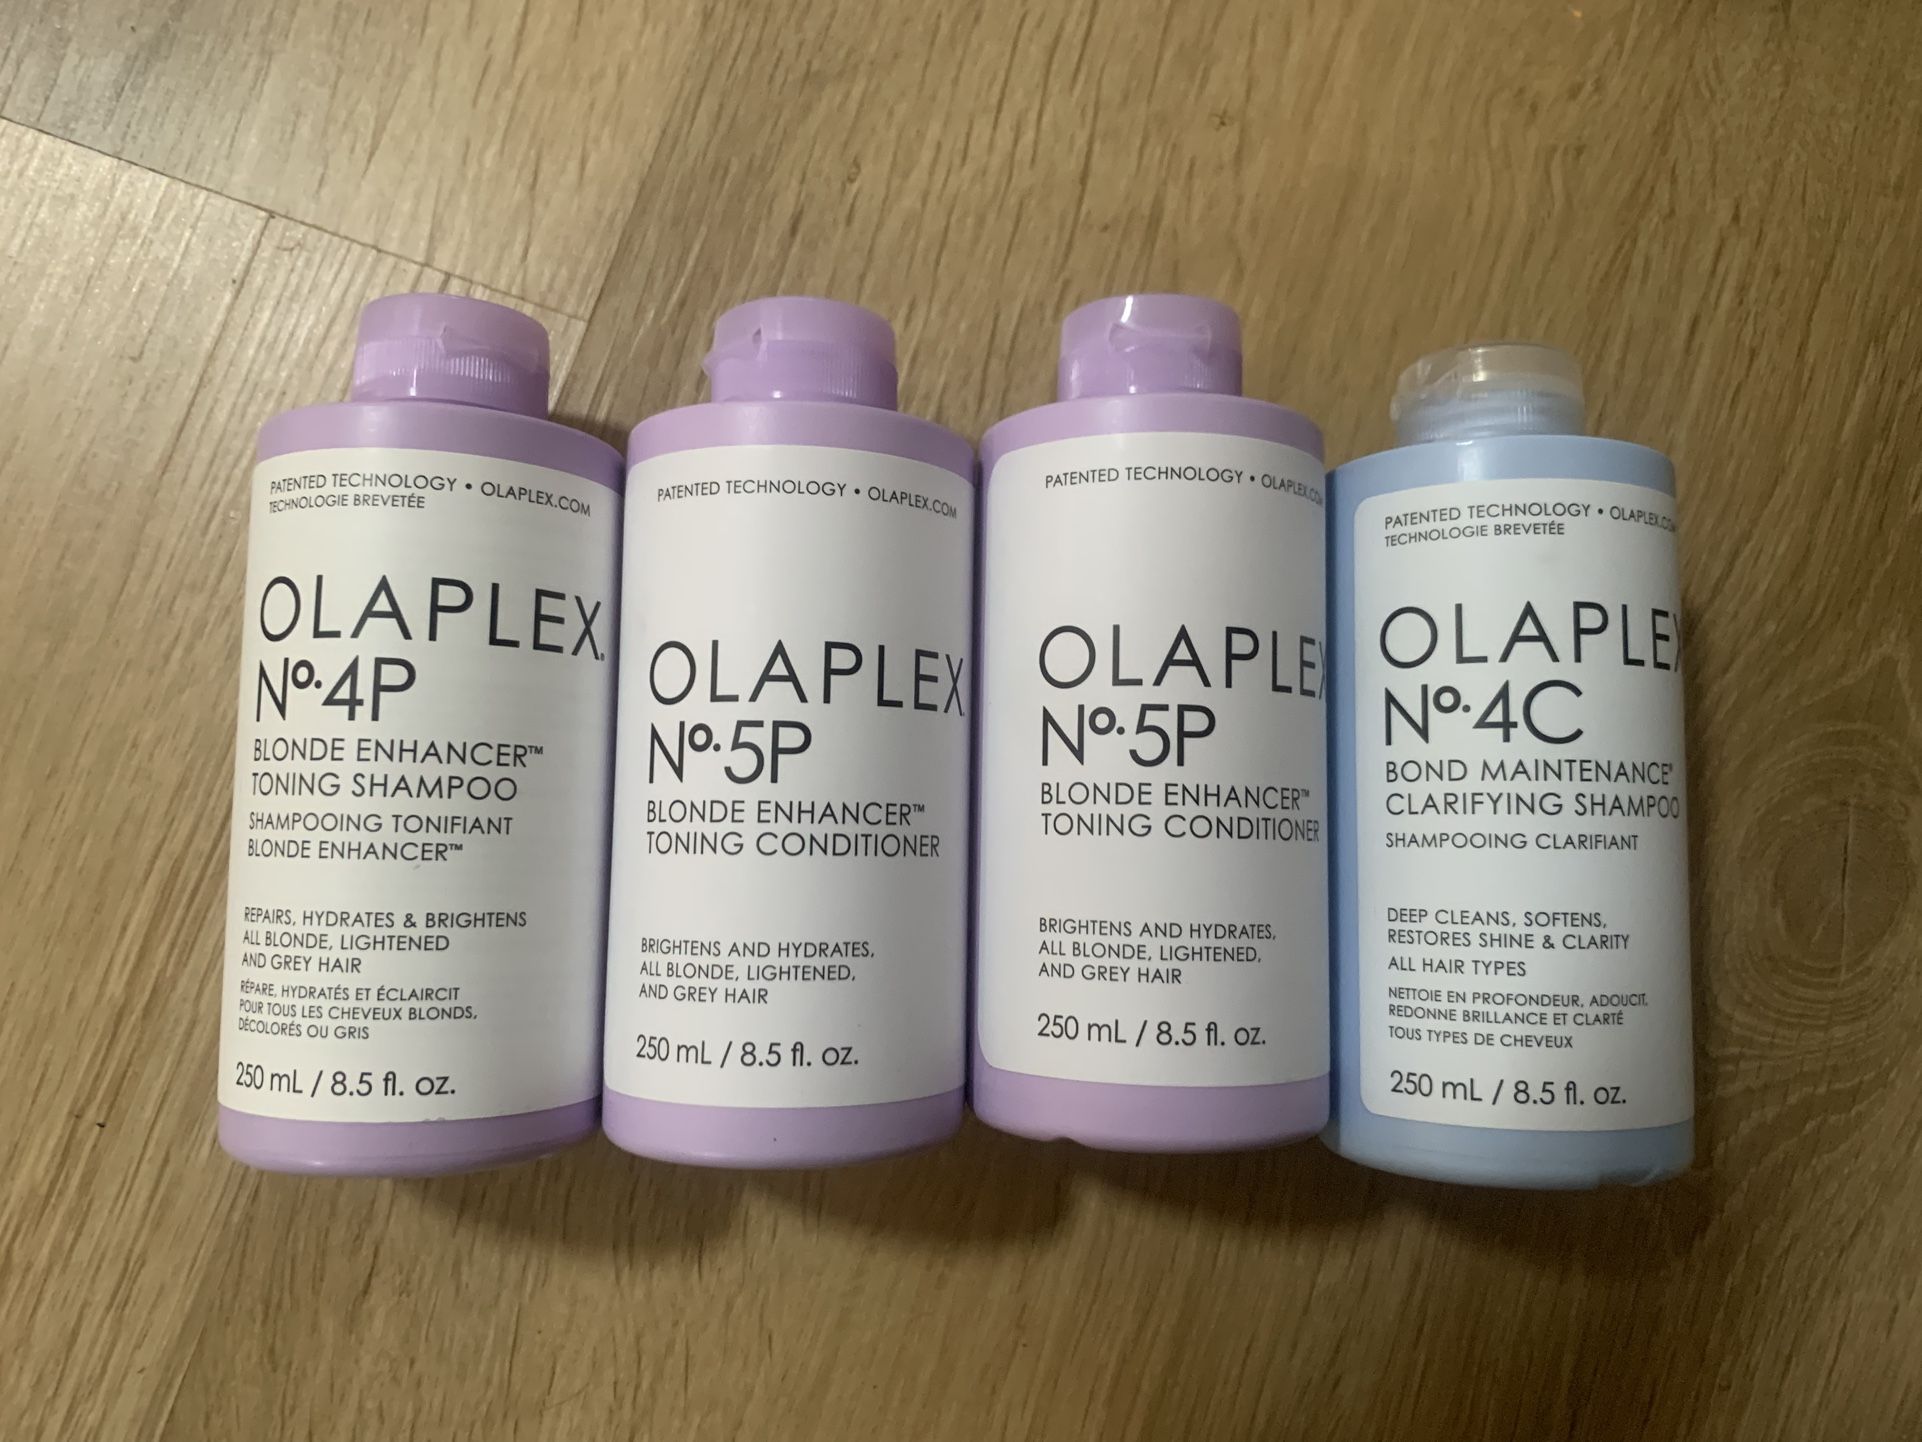 PATENTED TECHNOLOGY • OLAPLEX.COM
TECHNOLOGIE BREVETÉE
OLAPLEX®
Nº.4P
BLONDE ENHANCER™
TONING SHAMPOO
SHAMPOOING TONIFIANT
BLONDE ENHANCER™
REPAIRS, HYDRATES & BRIGHTENS
ALL BLONDE, LIGHTENED
AND GREY HAIR
RÉPARE, HYDRATÉS ET ÉCLAIRCIT
POUR TOUS LES CHEVEUX BLONDS,
DÉCOLORÉS OU GRIS
250 mL / 8.5 fl. oz.
PATENTED TECHNOLOGY • OLAPLEX.COM
OLAPLEX
Nº.5P
BLONDE ENHANCER™
TONING CONDITIONER
BRIGHTENS AND HYDRATES,
ALL BLONDE, LIGHTENED,
AND GREY HAIR
250 mL / 8.5 fl. oz.
PATENTED TECHNOLOGY • OLAPLEX.CO
OLAPLEX
Nº.5P
BLONDE ENHANCER™
TONING CONDITIONER
BRIGHTENS AND HYDRATES,
ALL BLONDE, LIGHTENED,
AND GREY HAIR
250 mL / 8.5 fl. oz.
PATENTED TECHNOLOGY • OLAPLEX.CO
TECHNOLOGIE BREVETÉE
OLAPLEX
Nº.4C
BOND MAINTENANCE®
CLARIFYING SHAMPOO
SHAMPOOING CLARIFIANT
DEEP CLEANS, SOFTENS,
RESTORES SHINE & CLARITY
ALL HAIR TYPES
NETTOIE EN PROFONDEUR, ADOUCIT,
REDONNE BRILLANCE ET CLARTÉ
TOUS TYPES DE CHEVEUX
250 mL / 8.5 fl. oz.